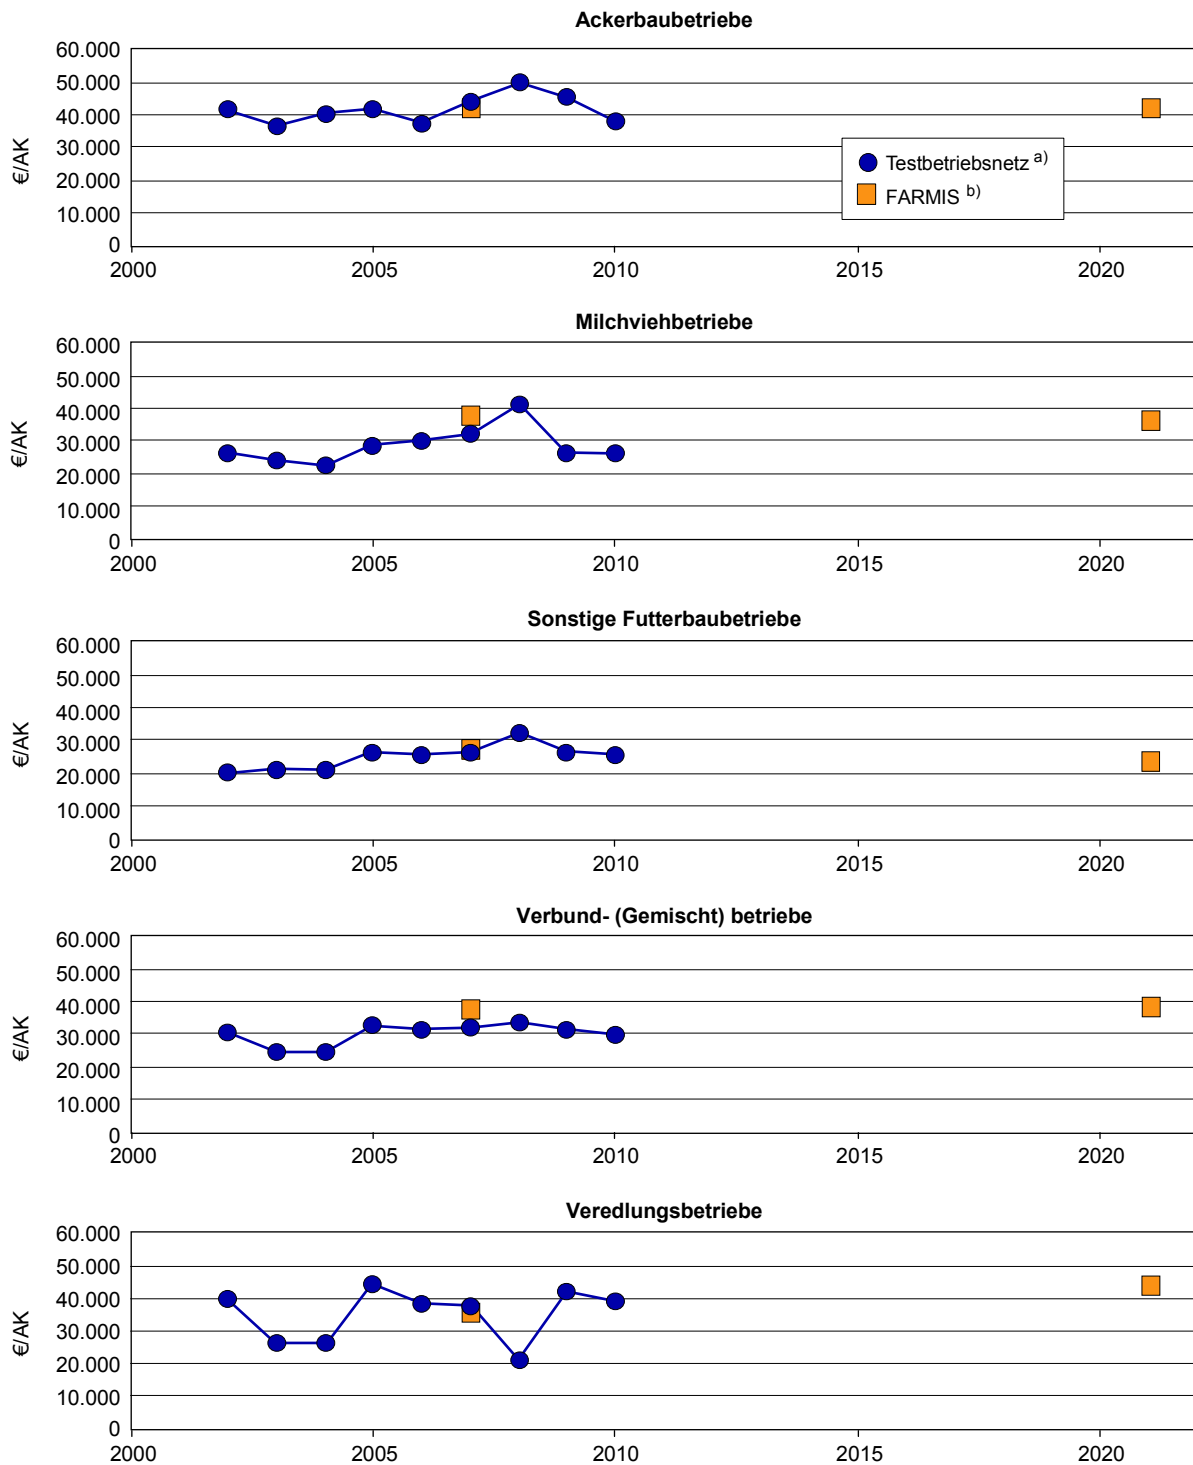 Ackerbaubetriebe
60.000
50.000
40.000
30.000
20.000
10.000
0
€/AK
Testbetriebsnetz a)
FARMIS b)
2000 2005 2010 2015 2020
Milchviehbetriebe
60.000
50.000
40.000
30.000
20.000
10.000
0
€/AK
2000 2005 2010 2015 2020
Sonstige Futterbaubetriebe
60.000
50.000
40.000
30.000
20.000
10.000
0
€/AK
2000 2005 2010 2015 2020
Verbund- (Gemischt) betriebe
60.000
50.000
40.000
30.000
20.000
10.000
0
€/AK
2000 2005 2010 2015 2020
Veredlungsbetriebe
60.000
50.000
40.000
30.000
20.000
10.000
0
€/AK
2000 2005 2010 2015 2020